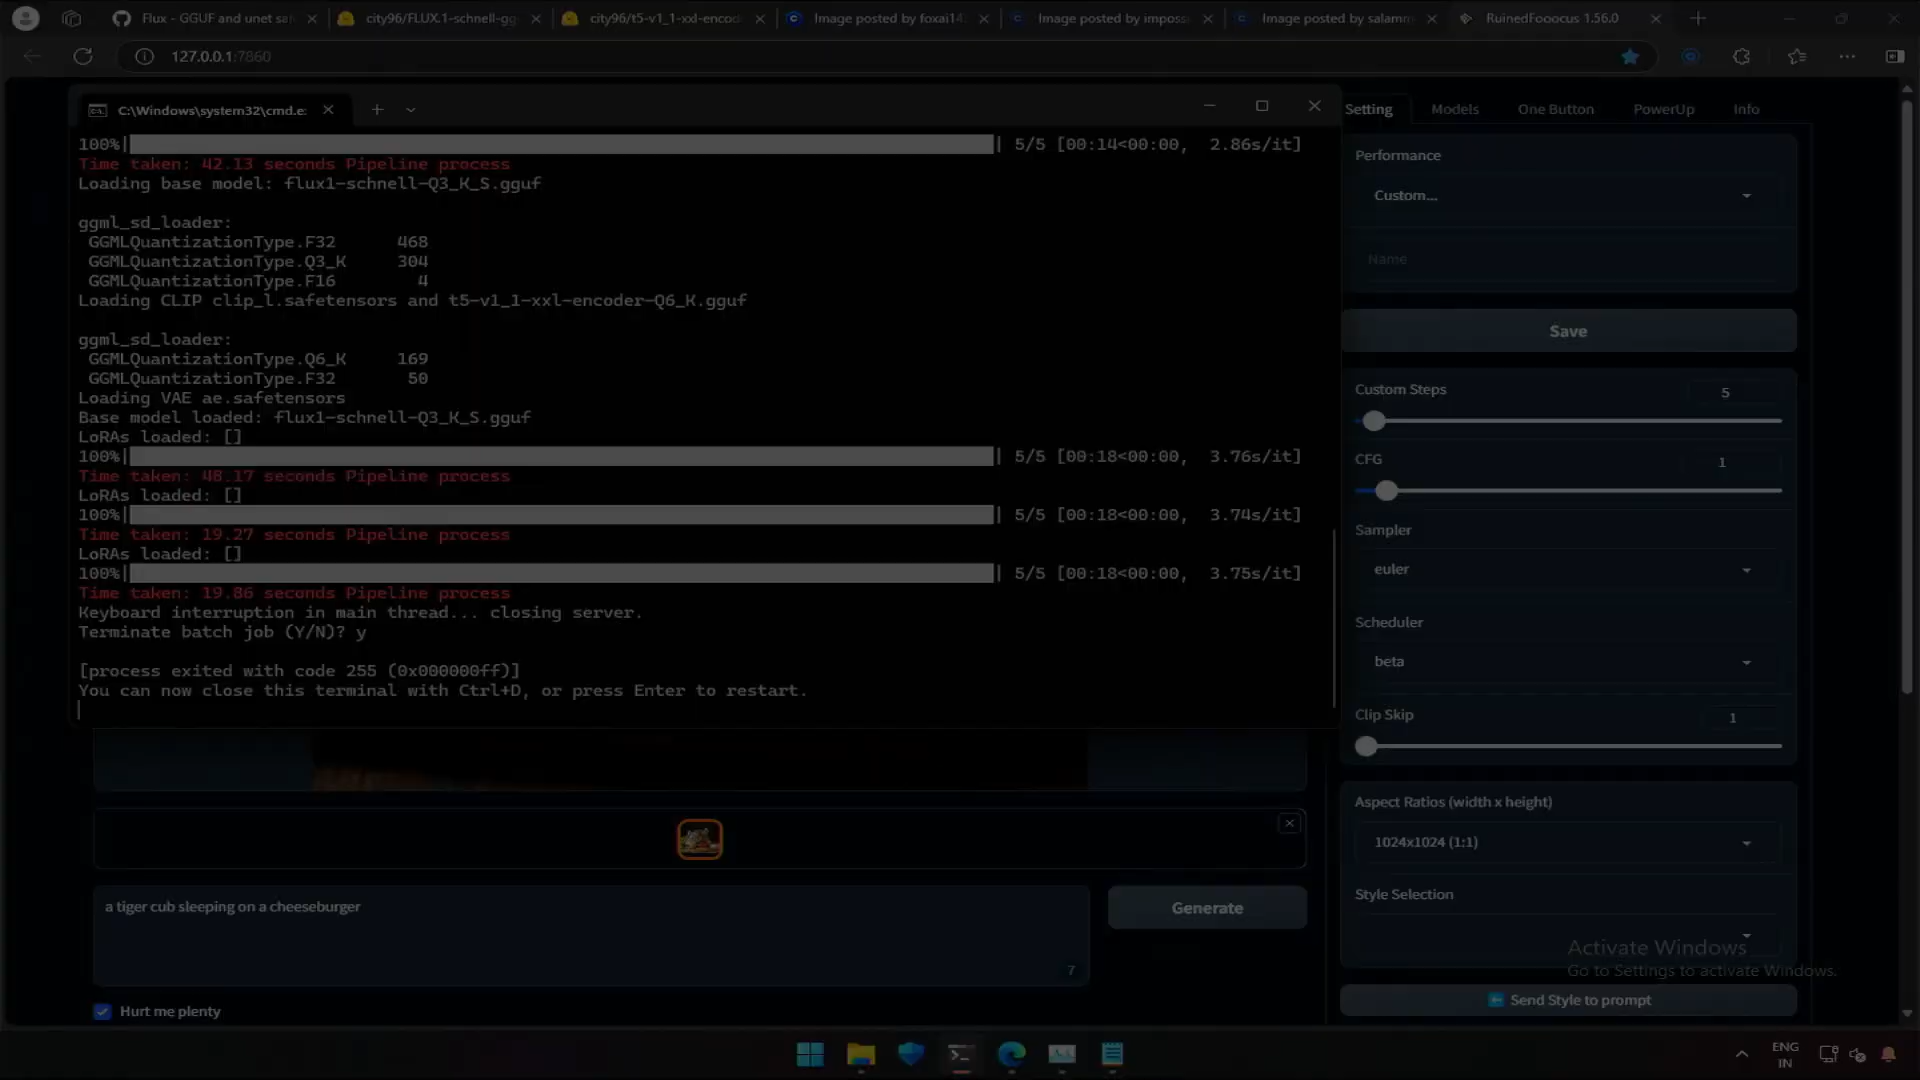 Flux - GGUF and unet saf
city96/FLUX.1-schnell-gg
city96/t5-v1_1-xxl-encod
Image posted by foxai142
Image posted by imposs
Image posted by salamm
RuinedFooocus 1.56.0
127.0.0.1:7860
C:\Windows\system32\cmd.e:
100%| | 5/5 [00:14<00:00, 2.86s/it]
Time taken: 42.13 seconds Pipeline process
Loading base model: flux1-schnell-Q3_K_S.gguf
ggml_sd_loader:
GGMLQuantizationType.F32 468
GGMLQuantizationType.Q3_K 304
GGMLQuantizationType.F16 4
Loading CLIP clip_l.safetensors and t5-v1_1-xxl-encoder-Q6_K.gguf
ggml_sd_loader:
GGMLQuantizationType.Q6_K 169
GGMLQuantizationType.F32 50
Loading VAE ae.safetensors
Base model loaded: flux1-schnell-Q3_K_S.gguf
LoRAs loaded: []
100%| | 5/5 [00:18<00:00, 3.76s/it]
Time taken: 48.17 seconds Pipeline process
LoRAs loaded: []
100%| | 5/5 [00:18<00:00, 3.74s/it]
Time taken: 19.27 seconds Pipeline process
LoRAs loaded: []
100%| | 5/5 [00:18<00:00, 3.75s/it]
Time taken: 19.86 seconds Pipeline process
Keyboard interruption in main thread... closing server.
Terminate batch job (Y/N)? y
[process exited with code 255 (0x000000ff)]
You can now close this terminal with Ctrl+D, or press Enter to restart.
a tiger cub sleeping on a cheeseburger
7
Generate
Hurt me plenty
Setting Models One Button PowerUp Info
Performance
Custom...
Name
Save
Custom Steps 5
CFG 1
Sampler
euler
Scheduler
beta
Clip Skip 1
Aspect Ratios (width x height)
1024x1024 (1:1)
Style Selection
Activate Windows
Go to Settings to activate Windows.
Send Style to prompt
ENG
IN